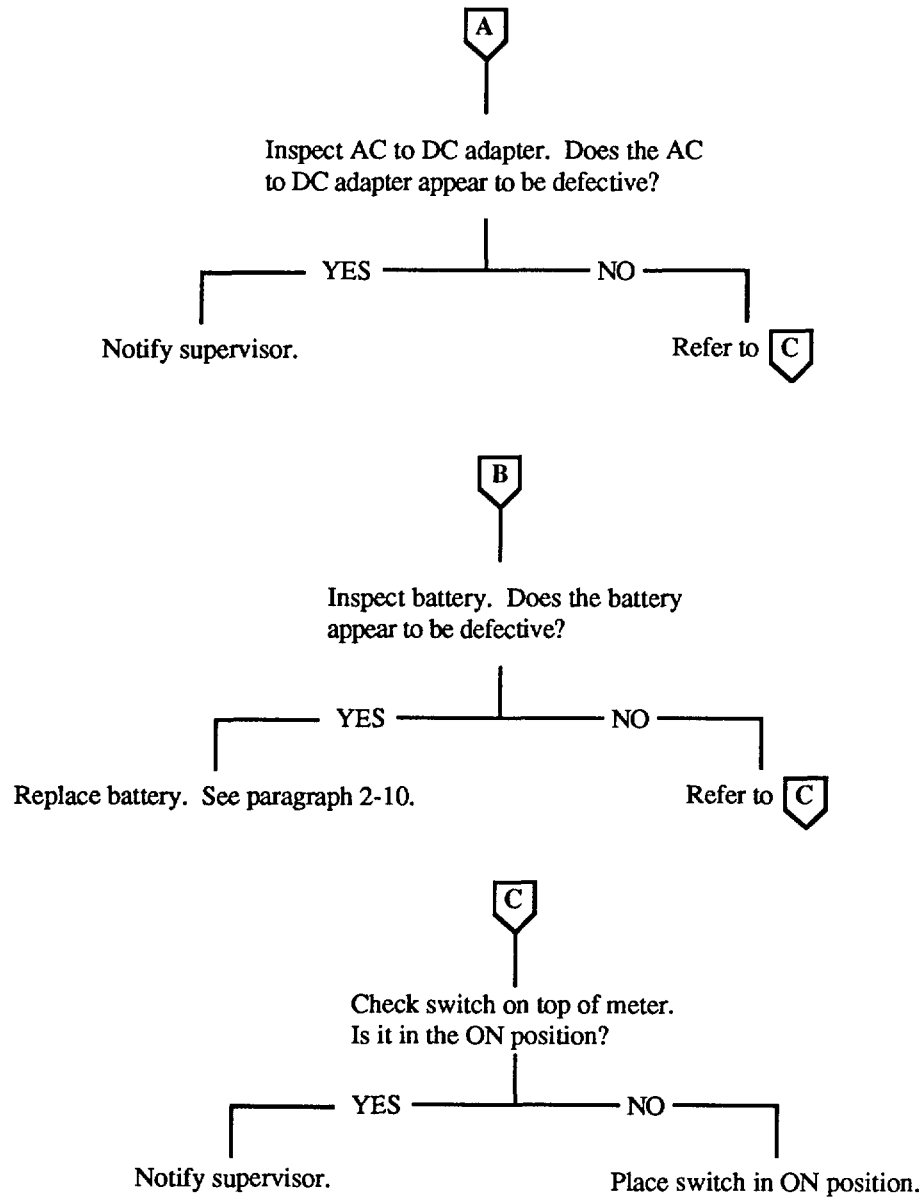 A
Inspect AC to DC adapter. Does the AC
to DC adapter appear to be defective?
YES NO
Notify supervisor. Refer to C
B
Inspect battery. Does the battery
appear to be defective?
YES NO
Replace battery. See paragraph 2-10. Refer to C
C
Check switch on top of meter.
Is it in the ON position?
YES NO
Notify supervisor. Place switch in ON position.